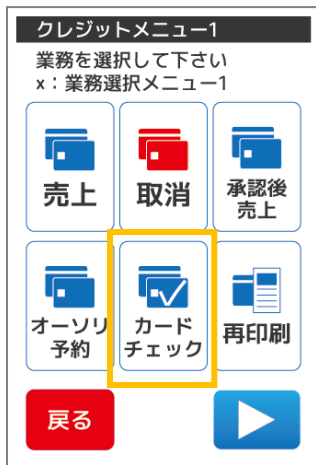 クレジットメニュー1
業務を選択して下さい
x：業務選択メニュー1
売上
取消
承認後
売上
オーソリ
予約
カード
チェック
再印刷
戻る